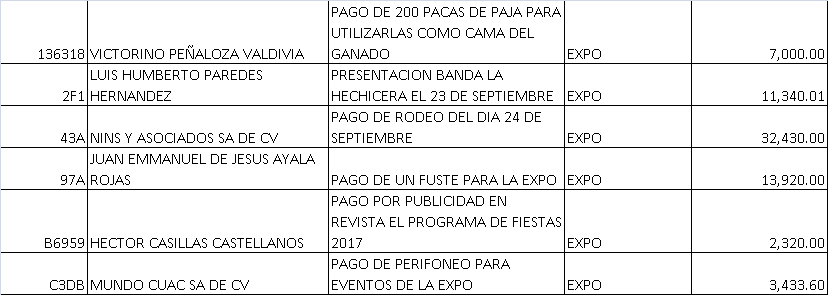 PAGO DE 200 PACAS DE PAJA PARA
UTILIZARLAS COMO CAMA DEL
136318 VICTORINO PEÑALOZA VALDIVIA GANADO EXPO 7,000.00
LUIS HUMBERTO PAREDES PRESENTACION BANDA LA
2F1 HERNANDEZ HECHICERA EL 23 DE SEPTIEMBRE EXPO 11,340.01
PAGO DE RODEO DEL DIA 24 DE
43A NINS Y ASOCIADOS SA DE CV SEPTIEMBRE EXPO 32,430.00
JUAN EMMANUEL DE JESUS AYALA
97A ROJAS PAGO DE UN FUSTE PARA LA EXPO EXPO 13,920.00
PAGO POR PUBLICIDAD EN
REVISTA EL PROGRAMA DE FIESTAS
B6959 HECTOR CASILLAS CASTELLANOS 2017 EXPO 2,320.00
PAGO DE PERIFONEO PARA
C3DB MUNDO CUAC SA DE CV EVENTOS DE LA EXPO EXPO 3,433.60